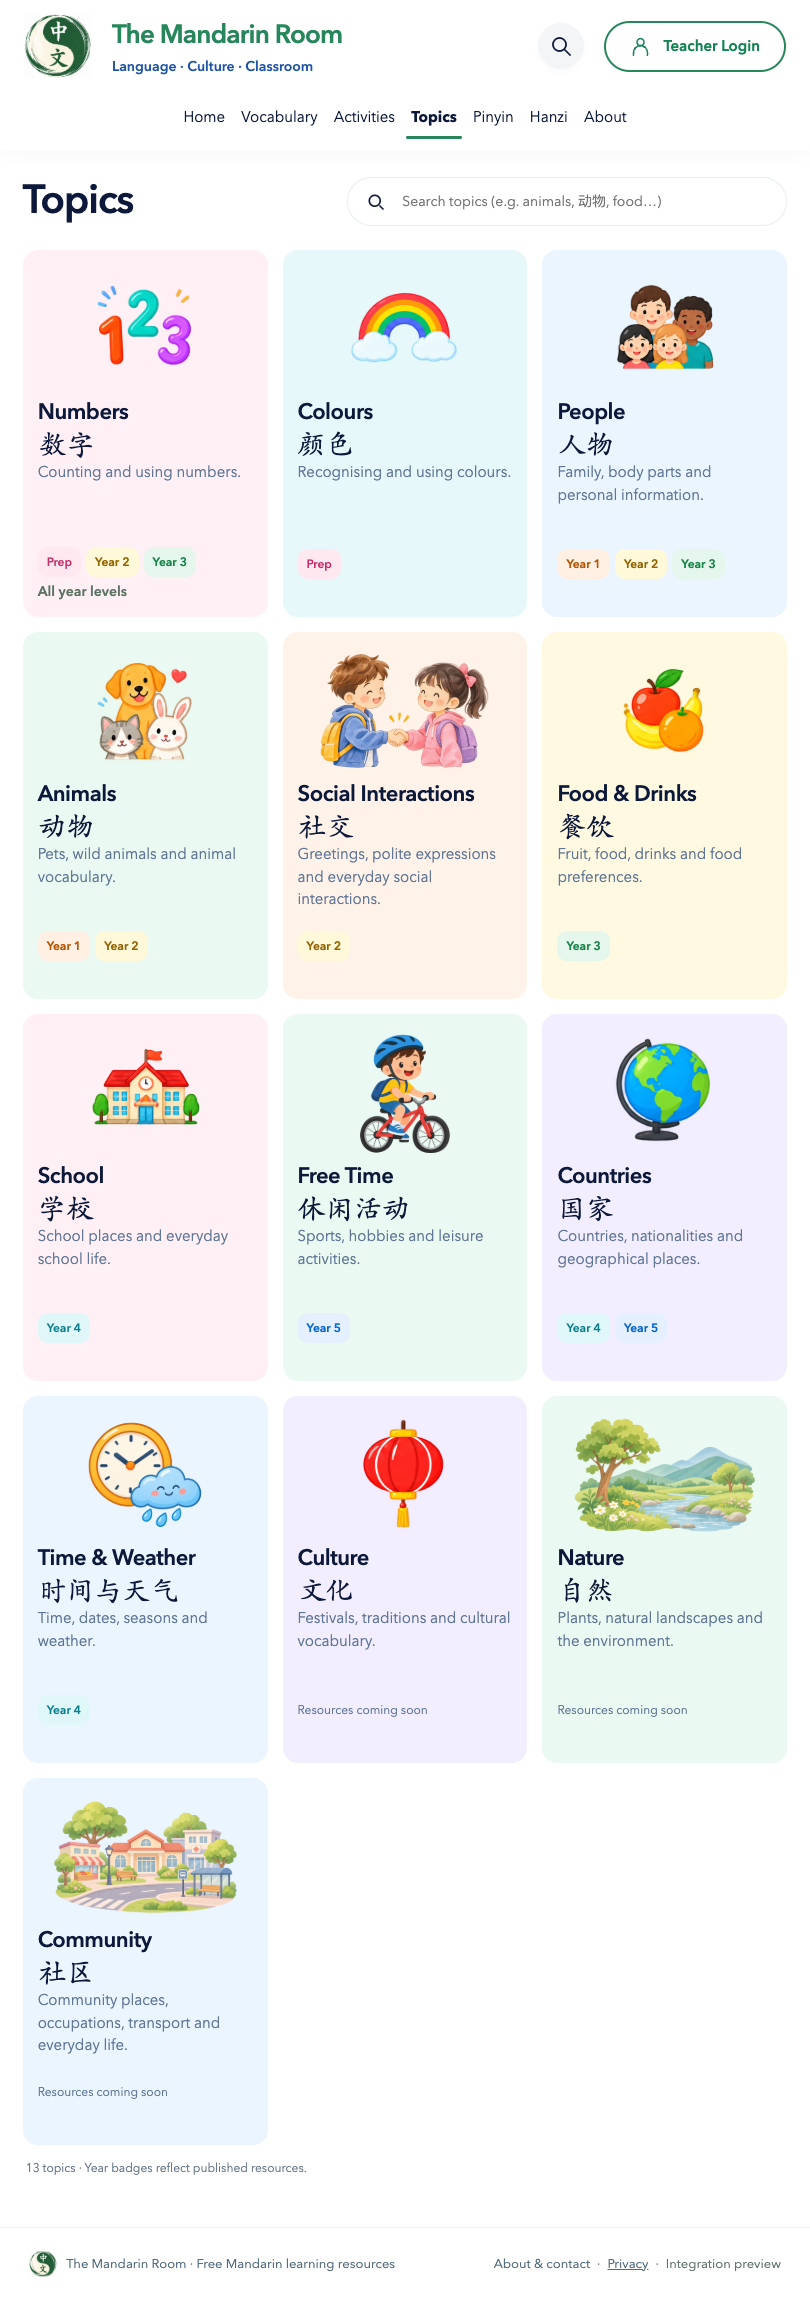 中
文
The Mandarin Room
Language · Culture · Classroom
Teacher Login
Home Vocabulary Activities Topics Pinyin Hanzi About
Topics
Search topics (e.g. animals, 动物, food…)
123
Numbers
数字
Counting and using numbers.
Prep Year 2 Year 3
All year levels
Colours
颜色
Recognising and using colours.
Prep
People
人物
Family, body parts and
personal information.
Year 1 Year 2 Year 3
Animals
动物
Pets, wild animals and animal
vocabulary.
Year 1 Year 2
Social Interactions
社交
Greetings, polite expressions
and everyday social
interactions.
Year 2
Food & Drinks
餐饮
Fruit, food, drinks and food
preferences.
Year 3
School
学校
School places and everyday
school life.
Year 4
Free Time
休闲活动
Sports, hobbies and leisure
activities.
Year 5
Countries
国家
Countries, nationalities and
geographical places.
Year 4 Year 5
Time & Weather
时间与天气
Time, dates, seasons and
weather.
Year 4
Culture
文化
Festivals, traditions and cultural
vocabulary.
Resources coming soon
Nature
自然
Plants, natural landscapes and
the environment.
Resources coming soon
Community
社区
Community places,
occupations, transport and
everyday life.
Resources coming soon
13 topics · Year badges reflect published resources.
中
文
The Mandarin Room · Free Mandarin learning resources
About & contact · Privacy · Integration preview